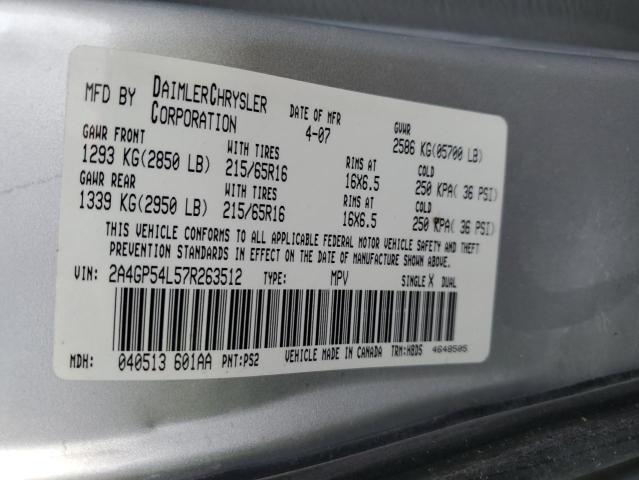 MFD BY DAIMLERCHRYSLER CORPORATION DATE OF MFR 4-07 GVWR 2586 KG(05700 LB)
GAWR FRONT WITH TIRES RIMS AT COLD
1293 KG(2850 LB) 215/65R16 16X6.5 250 KPA( 36 PSI)
GAWR REAR WITH TIRES RIMS AT COLD
1339 KG(2950 LB) 215/65R16 16X6.5 250 KPA( 36 PSI)
THIS VEHICLE CONFORMS TO ALL APPLICABLE FEDERAL MOTOR VEHICLE SAFETY AND THEFT
PREVENTION STANDARDS IN EFFECT ON THE DATE OF MANUFACTURE SHOWN ABOVE.
VIN: 2A4GP54L57R263512 TYPE: MPV SINGLE X DUAL
MDH: 040513 601AA PNT:PS2 VEHICLE MADE IN CANADA TRM:HBD5 4648505